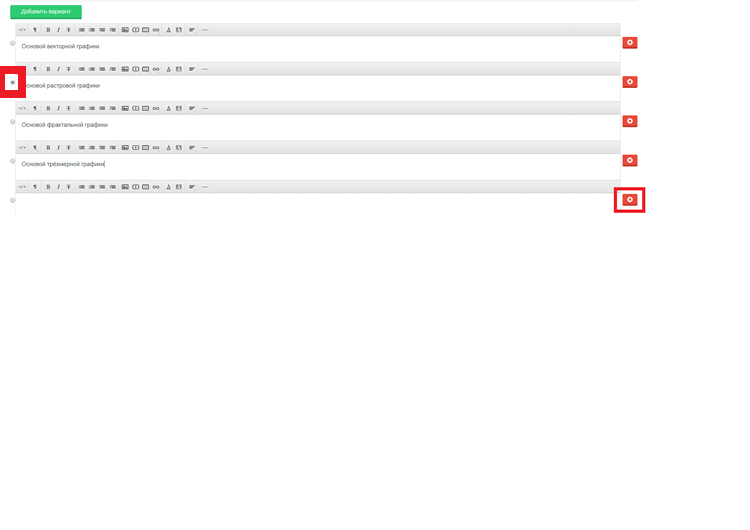 Добавить вариант
Основой векторной графики
основой растровой графики
Основой фрактальной графики
Основой трёхмерной графики